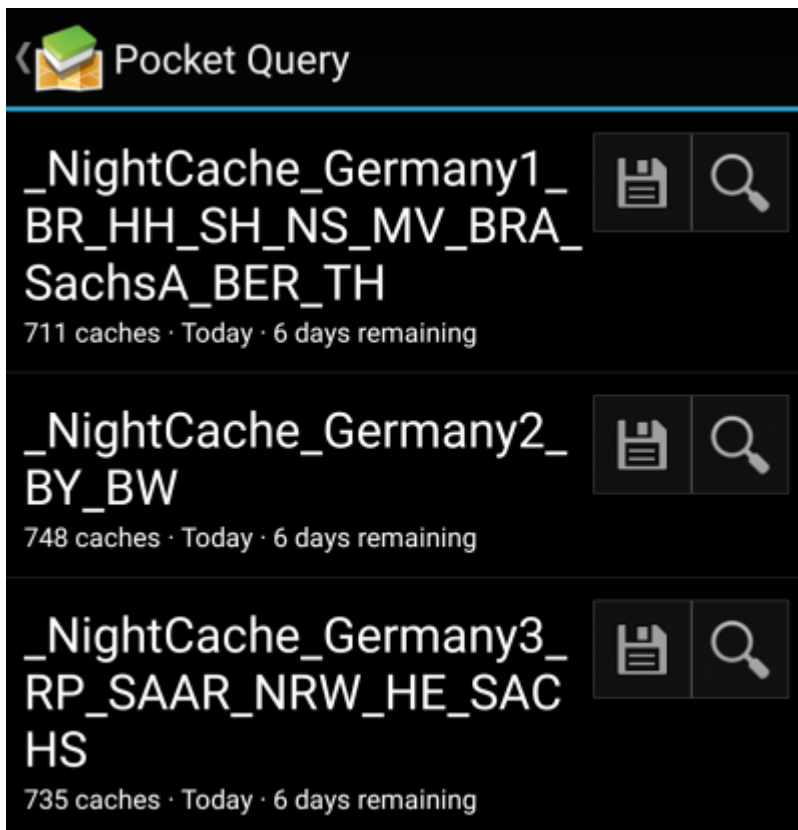 Pocket Query
_NightCache_Germany1_
BR_HH_SH_NS_MV_BRA_
SachsA_BER_TH
711 caches · Today · 6 days remaining
_NightCache_Germany2_
BY_BW
748 caches · Today · 6 days remaining
_NightCache_Germany3_
RP_SAAR_NRW_HE_SAC
HS
735 caches · Today · 6 days remaining